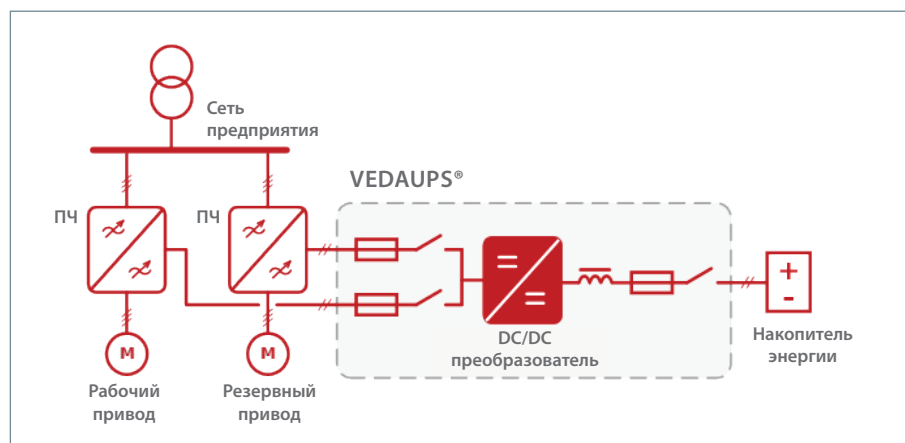 Сеть
предприятия
VEDAUPS®
ПЧ
ПЧ
M
M
Рабочий
привод
Резервный
привод
DC/DC
преобразователь
+
-
Накопитель
энергии